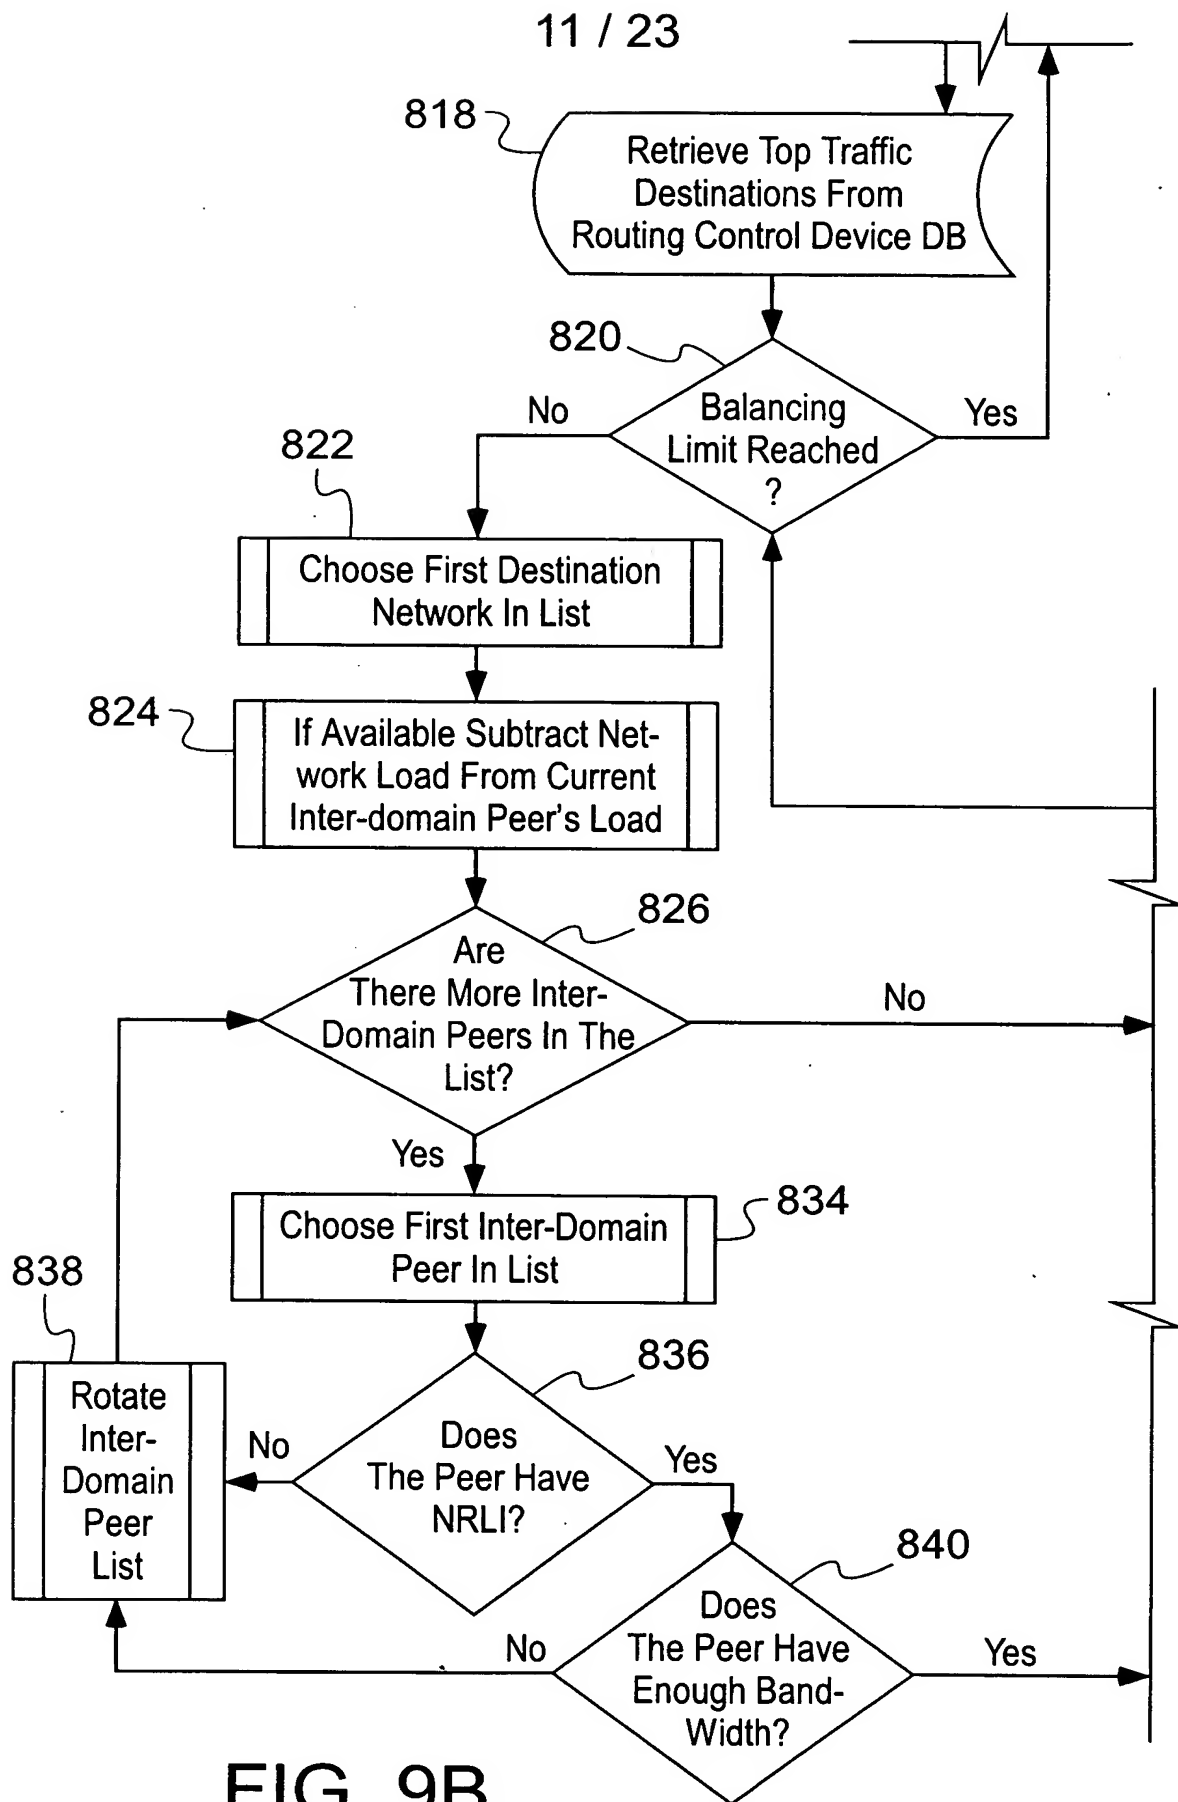 11 / 23
818
Retrieve Top Traffic
Destinations From
Routing Control Device DB
820
Balancing
Limit Reached
?
No
Yes
822
Choose First Destination
Network In List
824
If Available Subtract Net-
work Load From Current
Inter-domain Peer's Load
826
Are
There More Inter-
Domain Peers In The
List?
No
Yes
834
Choose First Inter-Domain
Peer In List
838
Rotate
Inter-
Domain
Peer
List
836
Does
The Peer Have
NRLI?
No
Yes
840
Does
The Peer Have
Enough Band-
Width?
No
Yes
FIG. 9B